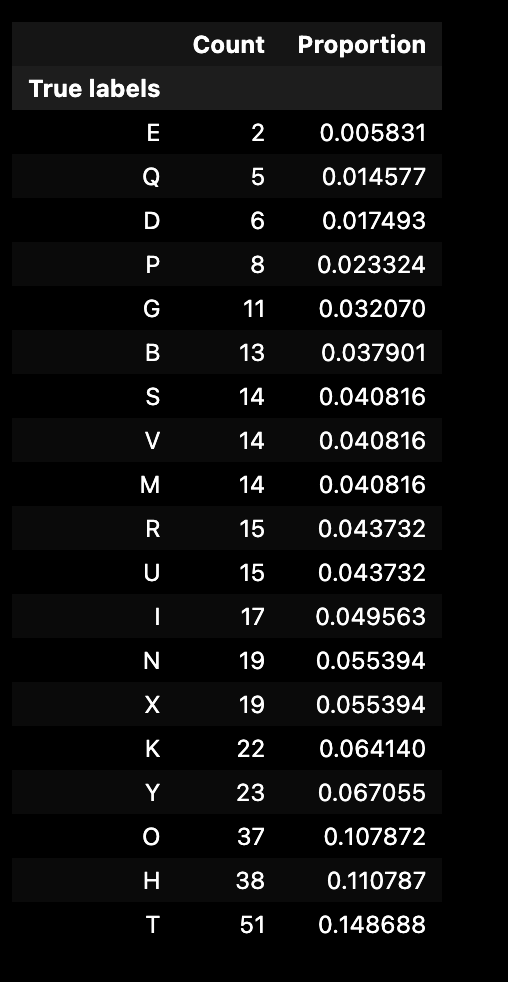 Count Proportion
True labels
E 2 0.005831
Q 5 0.014577
D 6 0.017493
P 8 0.023324
G 11 0.032070
B 13 0.037901
S 14 0.040816
V 14 0.040816
M 14 0.040816
R 15 0.043732
U 15 0.043732
I 17 0.049563
N 19 0.055394
X 19 0.055394
K 22 0.064140
Y 23 0.067055
O 37 0.107872
H 38 0.110787
T 51 0.148688